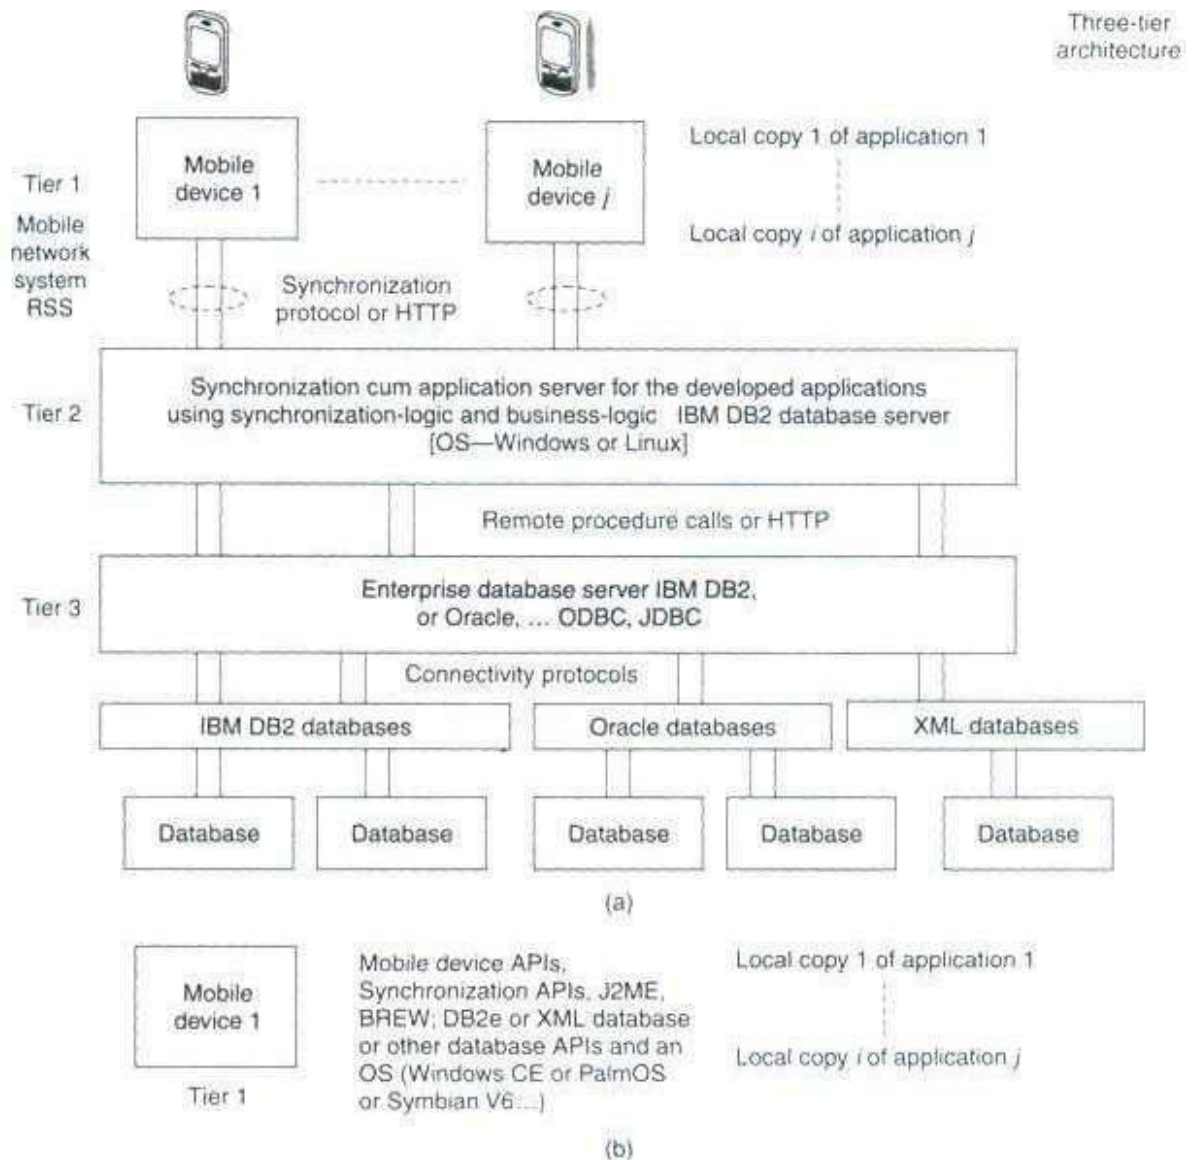 Three-tier
architecture
Mobile
device 1
Mobile
device j
Local copy 1 of application 1
Local copy i of application j
Tier 1
Mobile
network
system
RSS
Synchronization
protocol or HTTP
Tier 2
Synchronization cum application server for the developed applications
using synchronization-logic and business-logic IBM DB2 database server
[OS—Windows or Linux]
Remote procedure calls or HTTP
Tier 3
Enterprise database server IBM DB2,
or Oracle, ... ODBC, JDBC
Connectivity protocols
IBM DB2 databases
Oracle databases
XML databases
Database
Database
Database
Database
Database
(a)
Mobile
device 1
Tier 1
Mobile device APIs,
Synchronization APIs, J2ME,
BREW; DB2e or XML database
or other database APIs and an
OS (Windows CE or PalmOS
or Symbian V6...)
Local copy 1 of application 1
Local copy i of application j
(b)